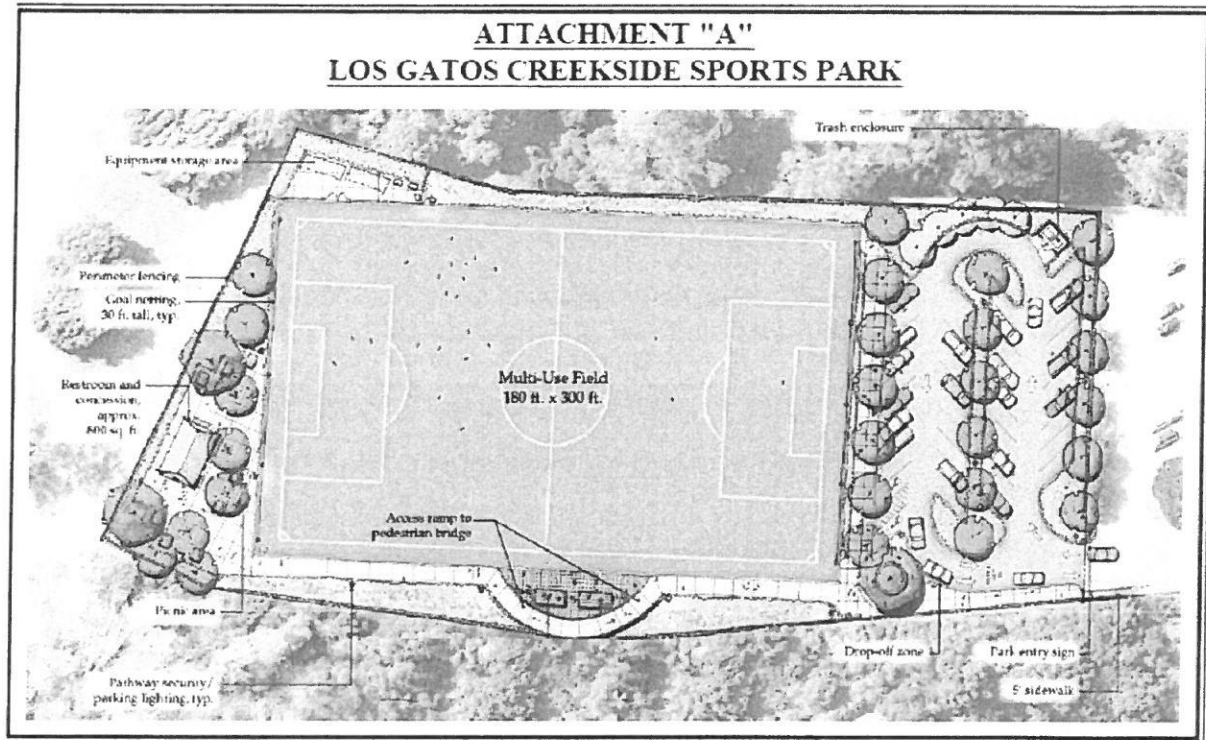 ATTACHMENT "A"
LOS GATOS CREEKSIDE SPORTS PARK
Trash enclosure
Equipment storage area
Perimeter fencing
Goal netting,
30 ft. tall, typ.
Restroom and
concession,
approx.
800 sq. ft.
Multi-Use Field
180 ft. x 300 ft.
Access ramp to
pedestrian bridge
Picnic area
Pathway security/
parking lighting, typ.
Drop-off zone
Park entry sign
5' sidewalk